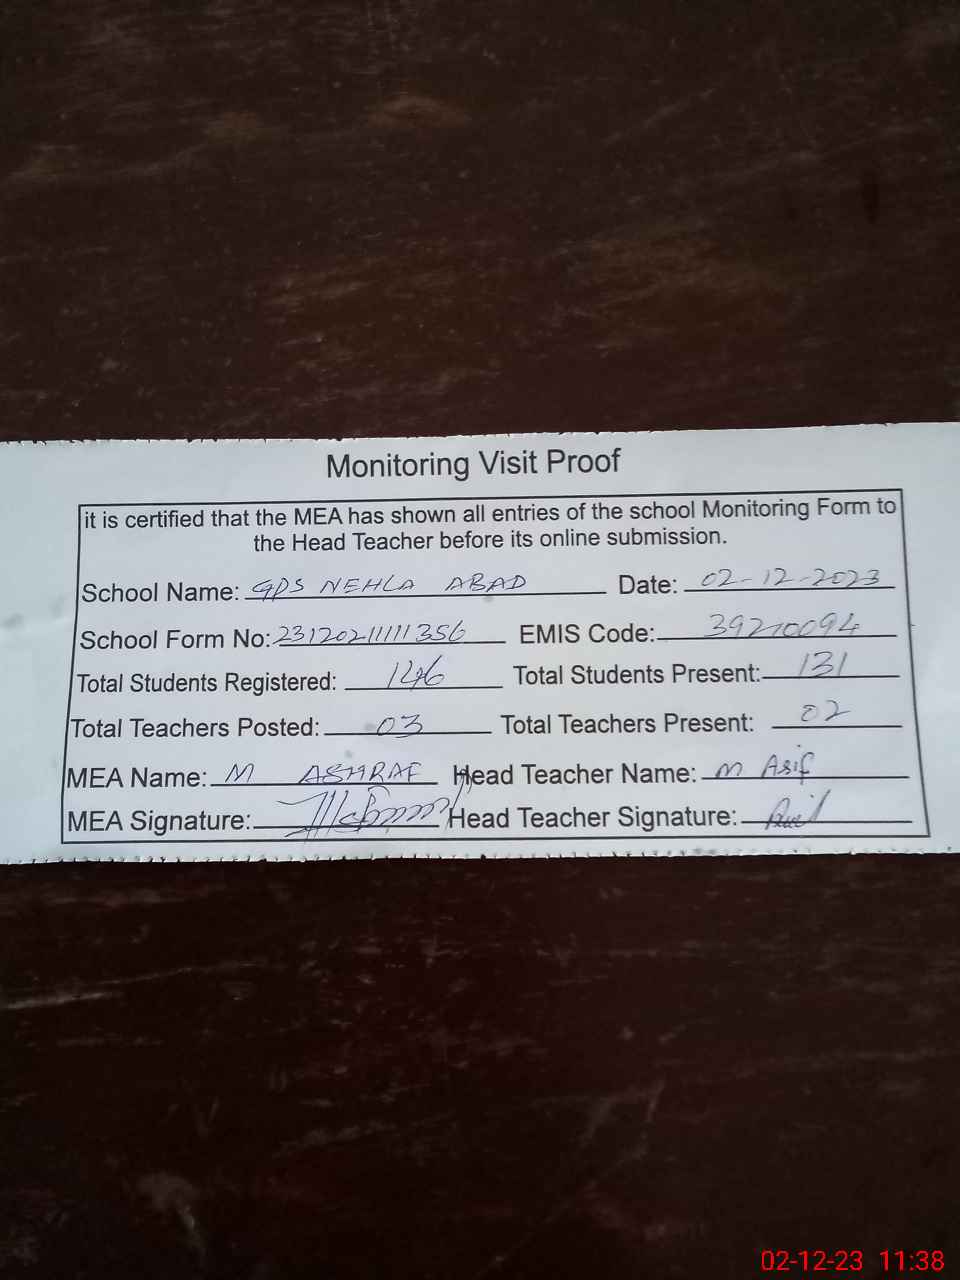 Monitoring Visit Proof
it is certified that the MEA has shown all entries of the school Monitoring Form to
the Head Teacher before its online submission.
School Name: GPS NEHLA ABAD Date: 02-12-2023
School Form No: 23120211111356 EMIS Code: 39210094
Total Students Registered: 146 Total Students Present: 131
Total Teachers Posted: 03 Total Teachers Present: 02
MEA Name: M ASHRAF Head Teacher Name: M Asif
MEA Signature: Head Teacher Signature:
02-12-23 11:38